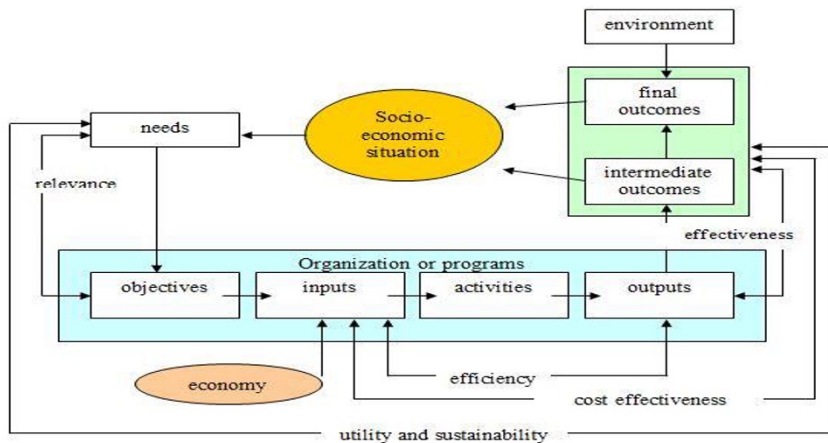 environment
final
outcomes
Socio-
economic
situation
needs
intermediate
outcomes
relevance
effectiveness
Organization or programs
objectives
inputs
activities
outputs
economy
efficiency
cost effectiveness
utility and sustainability